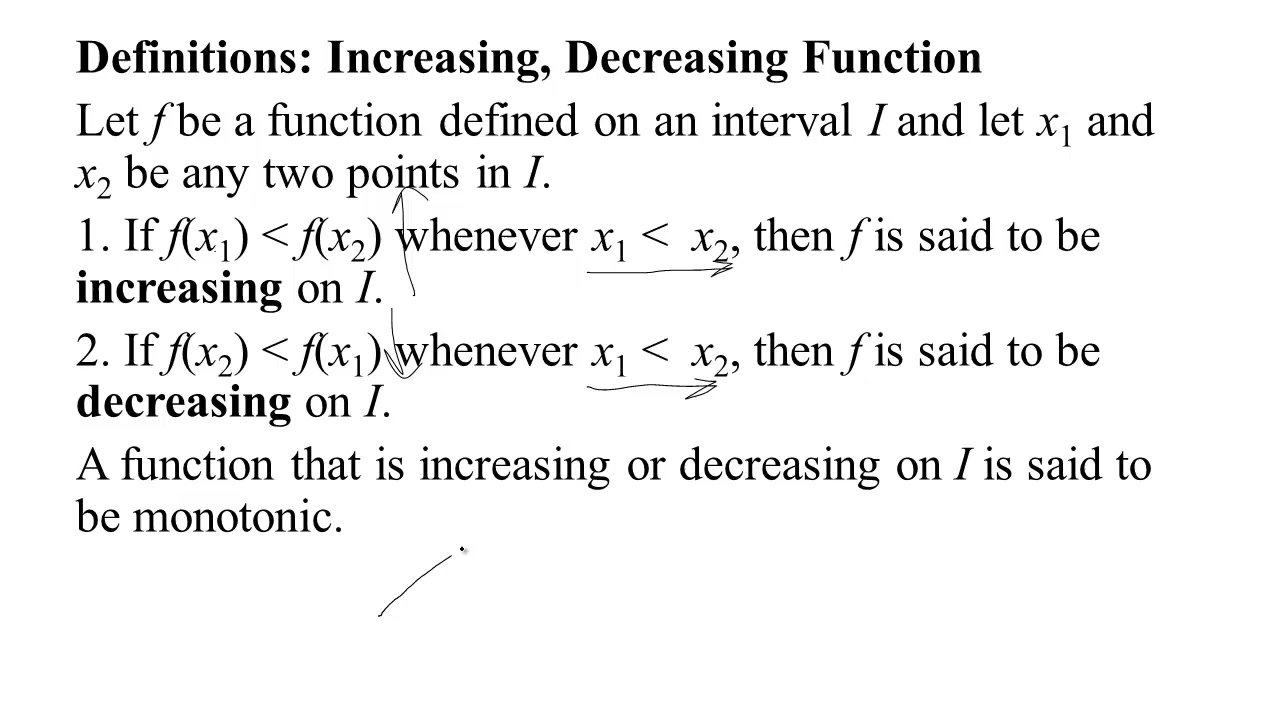 Definitions: Increasing, Decreasing Function
Let f be a function defined on an interval I and let x₁ and
x₂ be any two points in I.
1. If f(x₁) < f(x₂) whenever x₁ < x₂, then f is said to be
increasing on I.
2. If f(x₂) < f(x₁) whenever x₁ < x₂, then f is said to be
decreasing on I.
A function that is increasing or decreasing on I is said to
be monotonic.